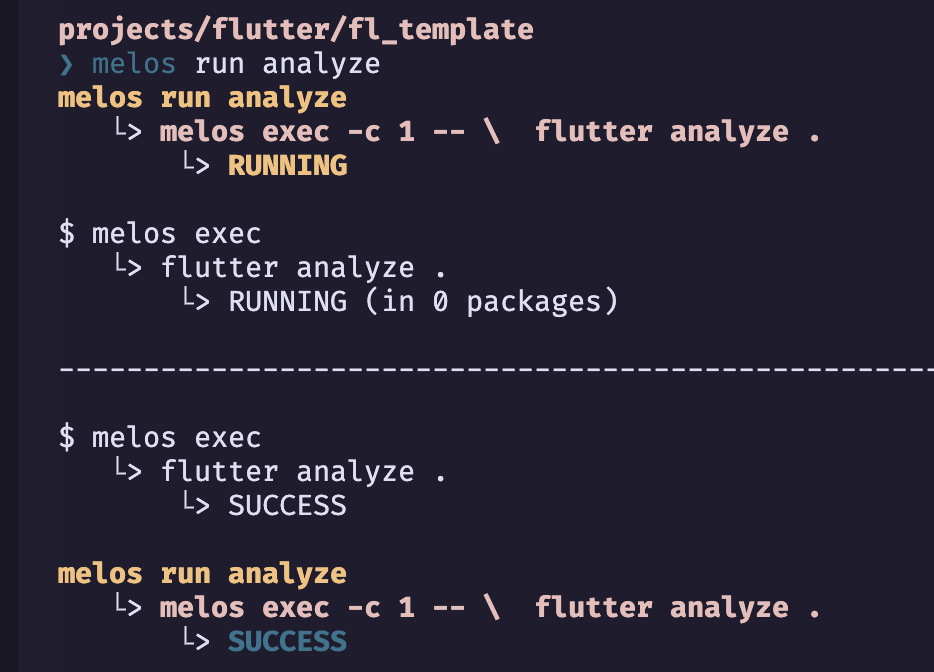 projects/flutter/fl_template
❯ melos run analyze
melos run analyze
   └> melos exec -c 1 -- \  flutter analyze .
       └> RUNNING

$ melos exec
   └> flutter analyze .
       └> RUNNING (in 0 packages)

----------------------------------------------------

$ melos exec
   └> flutter analyze .
       └> SUCCESS

melos run analyze
   └> melos exec -c 1 -- \  flutter analyze .
       └> SUCCESS